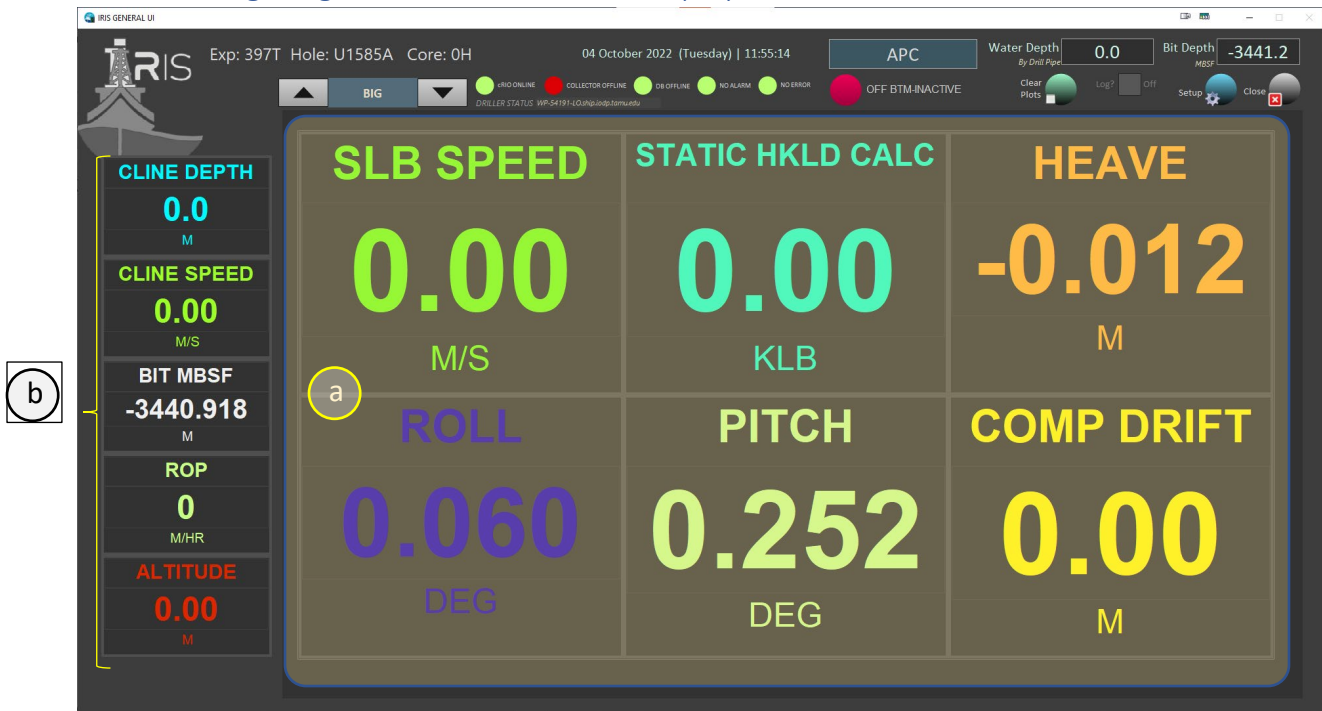 IRIS GENERAL UI
IRIS
Exp: 397T Hole: U1585A Core: 0H
04 October 2022 (Tuesday) | 11:55:14
APC
Water Depth
By Drill Pipe
0.0
Bit Depth
MBSF
-3441.2
BIG
cRIO ONLINE
COLLECTOR OFFLINE
DB OFFLINE
NO ALARM
NO ERROR
DRILLER STATUS WP-54191-LO.ship.iodp.tamu.edu
OFF BTM-INACTIVE
Clear
Plots
Log?
Off
Setup
Close
CLINE DEPTH
0.0
M
CLINE SPEED
0.00
M/S
BIT MBSF
-3440.918
M
ROP
0
M/HR
ALTITUDE
0.00
M
b
SLB SPEED
0.00
M/S
STATIC HKLD CALC
0.00
KLB
HEAVE
-0.012
M
a
ROLL
0.060
DEG
PITCH
0.252
DEG
COMP DRIFT
0.00
M